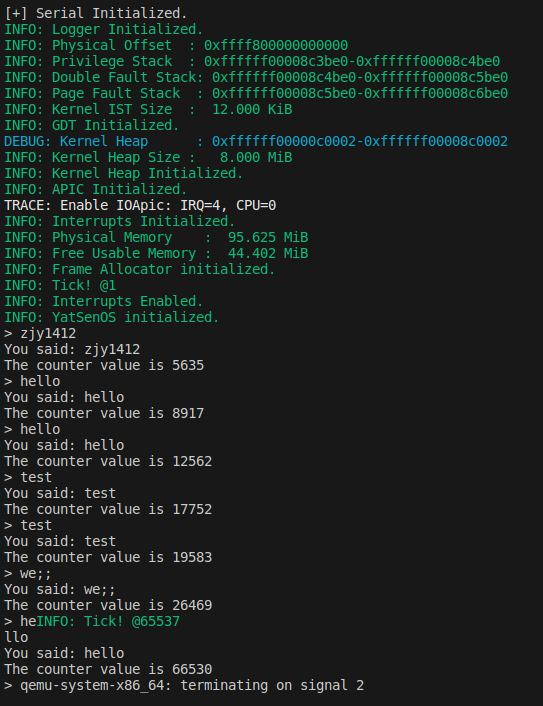 [+] Serial Initialized.
INFO: Logger Initialized.
INFO: Physical Offset  : 0xffff800000000000
INFO: Privilege Stack  : 0xffffff00008c3be0-0xffffff00008c4be0
INFO: Double Fault Stack: 0xffffff00008c4be0-0xffffff00008c5be0
INFO: Page Fault Stack  : 0xffffff00008c5be0-0xffffff00008c6be0
INFO: Kernel IST Size  :  12.000 KiB
INFO: GDT Initialized.
DEBUG: Kernel Heap      : 0xffffff00000c0002-0xffffff00008c0002
INFO: Kernel Heap Size :   8.000 MiB
INFO: Kernel Heap Initialized.
INFO: APIC Initialized.
TRACE: Enable IOApic: IRQ=4, CPU=0
INFO: Interrupts Initialized.
INFO: Physical Memory    :  95.625 MiB
INFO: Free Usable Memory :  44.402 MiB
INFO: Frame Allocator initialized.
INFO: Tick! @1
INFO: Interrupts Enabled.
INFO: YatSenOS initialized.
> zjy1412
You said: zjy1412
The counter value is 5635
> hello
You said: hello
The counter value is 8917
> hello
You said: hello
The counter value is 12562
> test
You said: test
The counter value is 17752
> test
You said: test
The counter value is 19583
> we;;
You said: we;;
The counter value is 26469
> heINFO: Tick! @65537
llo
You said: hello
The counter value is 66530
> qemu-system-x86_64: terminating on signal 2